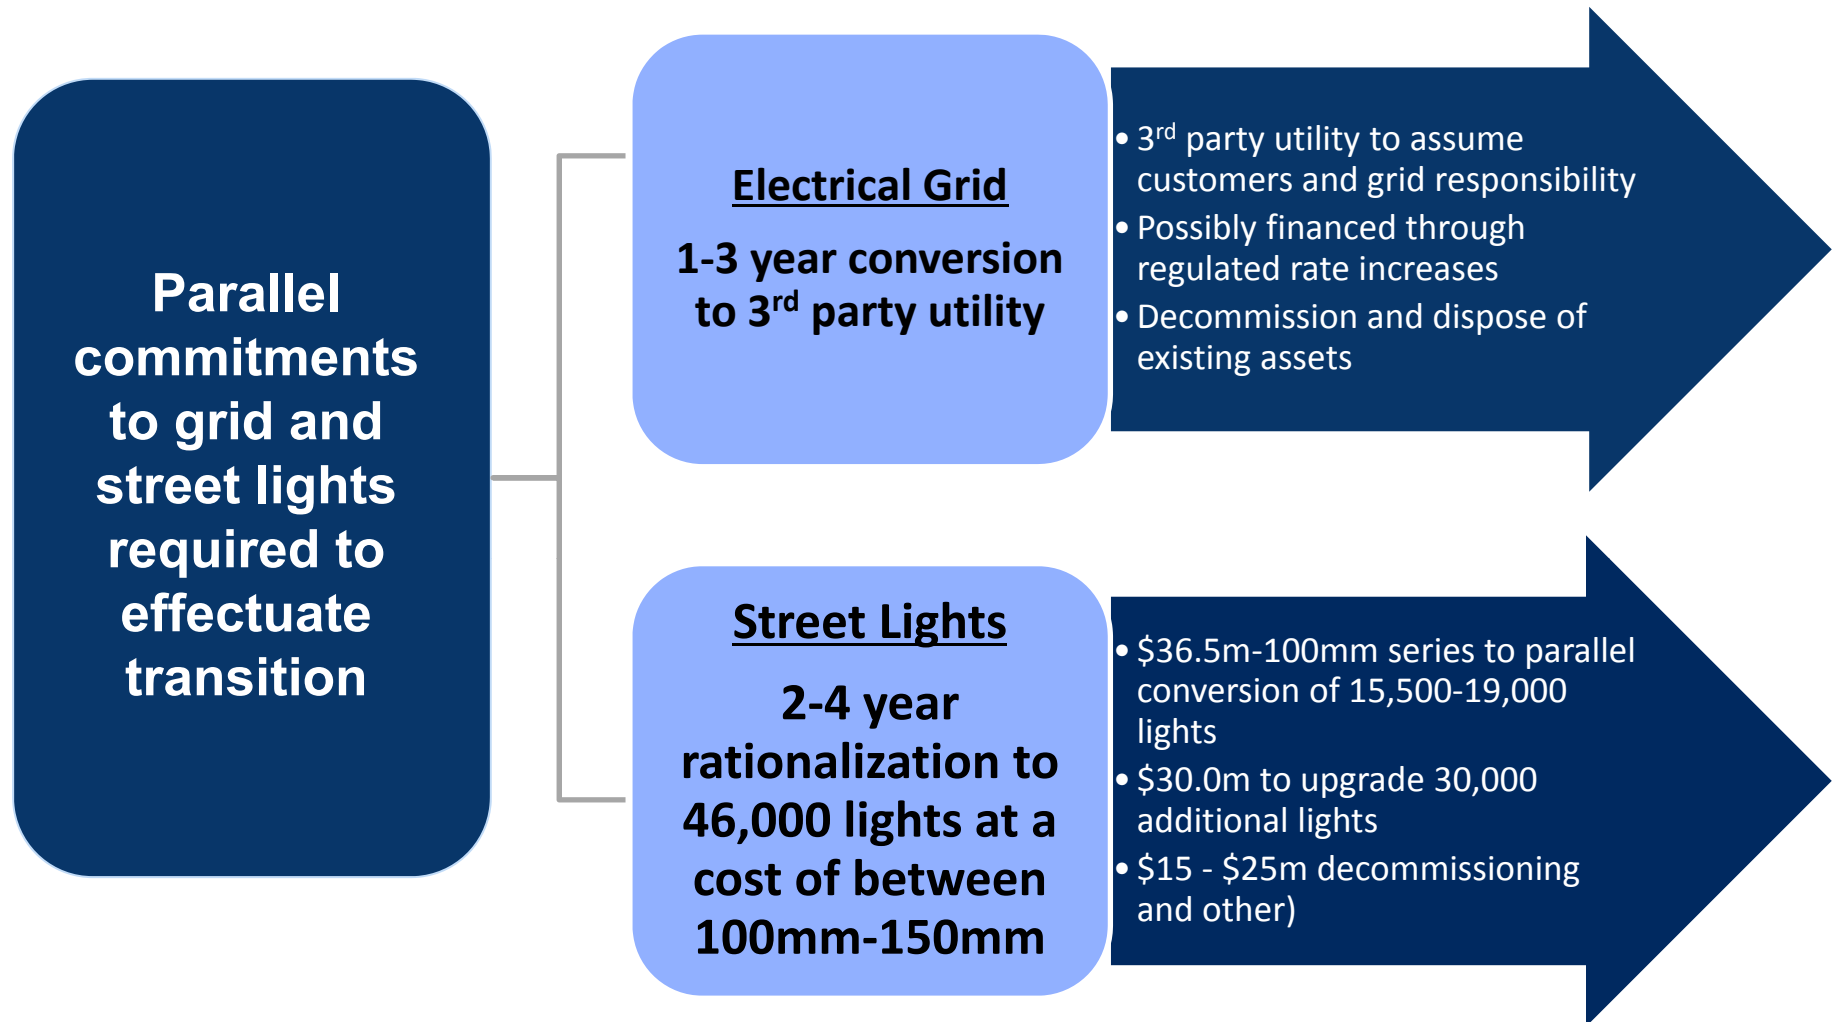 Parallel
commitments
to grid and
street lights
required to
effectuate
transition
Electrical Grid
1-3 year conversion
to 3rd party utility
• 3rd party utility to assume
customers and grid responsibility
• Possibly financed through
regulated rate increases
• Decommission and dispose of
existing assets
Street Lights
2-4 year
rationalization to
46,000 lights at a
cost of between
100mm-150mm
• $36.5m-100mm series to parallel
conversion of 15,500-19,000
lights
• $30.0m to upgrade 30,000
additional lights
• $15 - $25m decommissioning
and other)